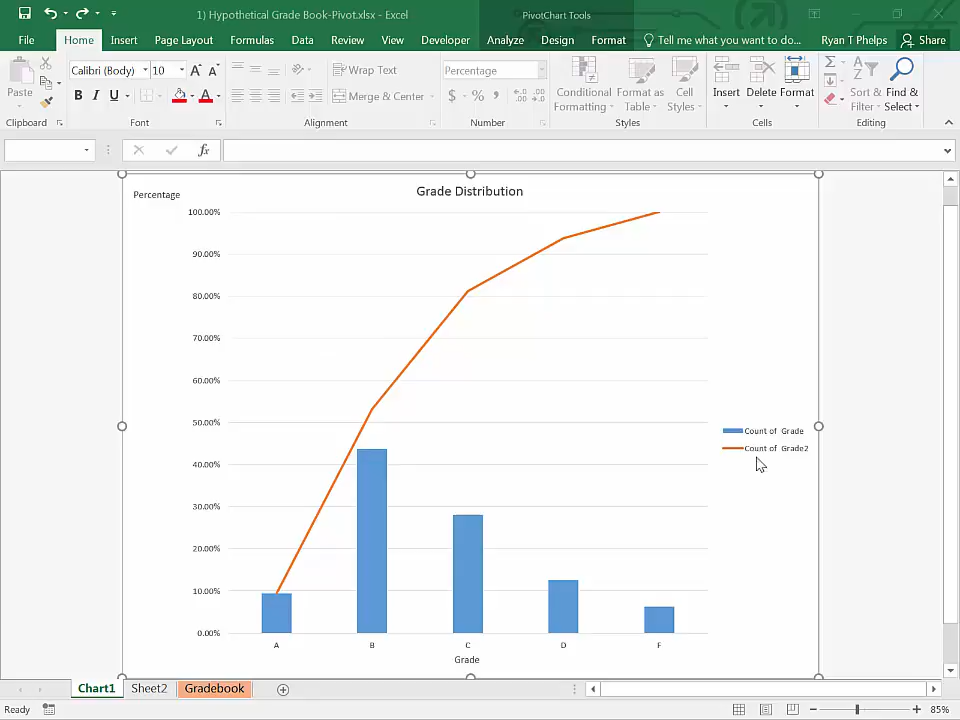 1) Hypothetical Grade Book-Pivot.xlsx - Excel
PivotChart Tools
File Home Insert Page Layout Formulas Data Review View Developer Analyze Design Format Tell me what you want to do... Ryan T Phelps Share
Paste
Calibri (Body) 10
A A
B I U
A
Wrap Text
Merge & Center
Percentage
$ % ,
Conditional Formatting
Format as Table
Cell Styles
Insert
Delete
Format
Sort & Filter
Find & Select
Clipboard Font Alignment Number Styles Cells Editing
fx
Grade Distribution
Percentage
100.00%
90.00%
80.00%
70.00%
60.00%
50.00%
40.00%
30.00%
20.00%
10.00%
0.00%
A B C D F
Grade
Count of Grade
Count of Grade2
Chart1 Sheet2 Gradebook
Ready
85%